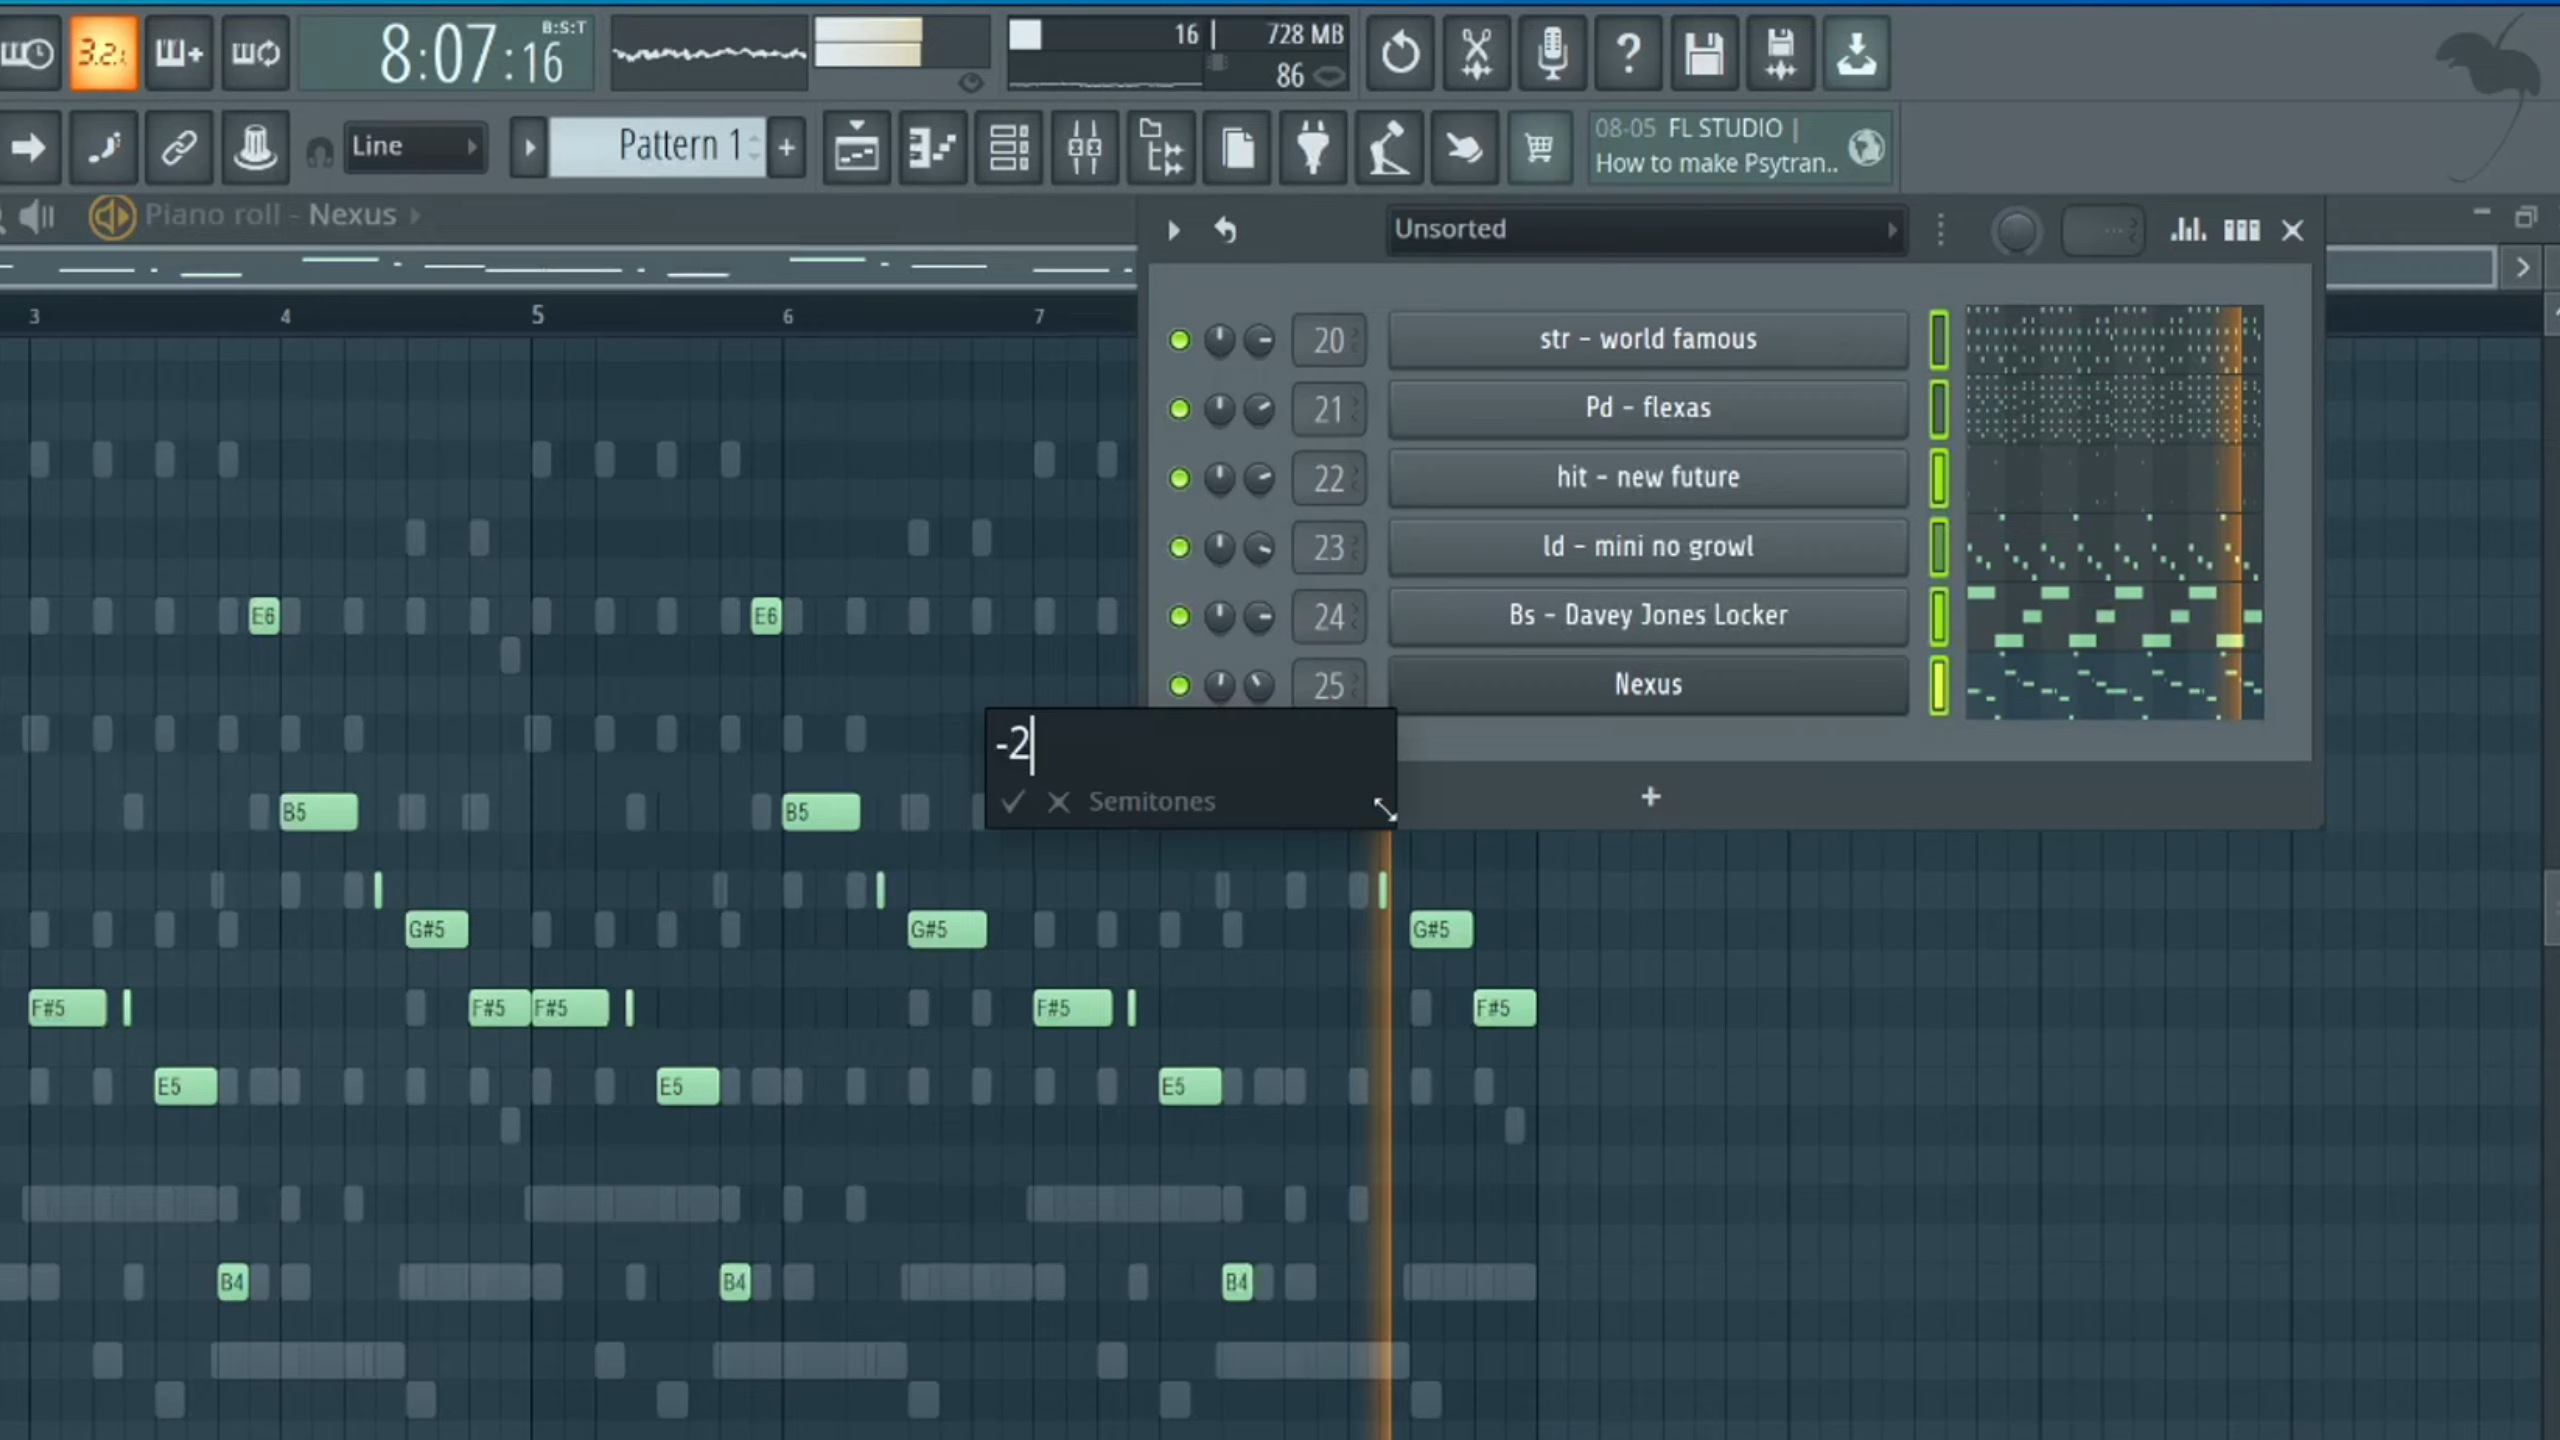 3.2.
8:07:16
B:S:T
16
728 MB
86
?
Line
Pattern 1
+
08-05 FL STUDIO |
How to make Psytran..
Piano roll - Nexus
Unsorted
3
4
5
6
7
20
str - world famous
21
Pd - flexas
22
hit - new future
23
ld - mini no growl
24
Bs - Davey Jones Locker
25
Nexus
-2
Semitones
+
E6
E6
B5
B5
G#5
G#5
G#5
F#5
F#5
F#5
F#5
F#5
E5
E5
E5
B4
B4
B4